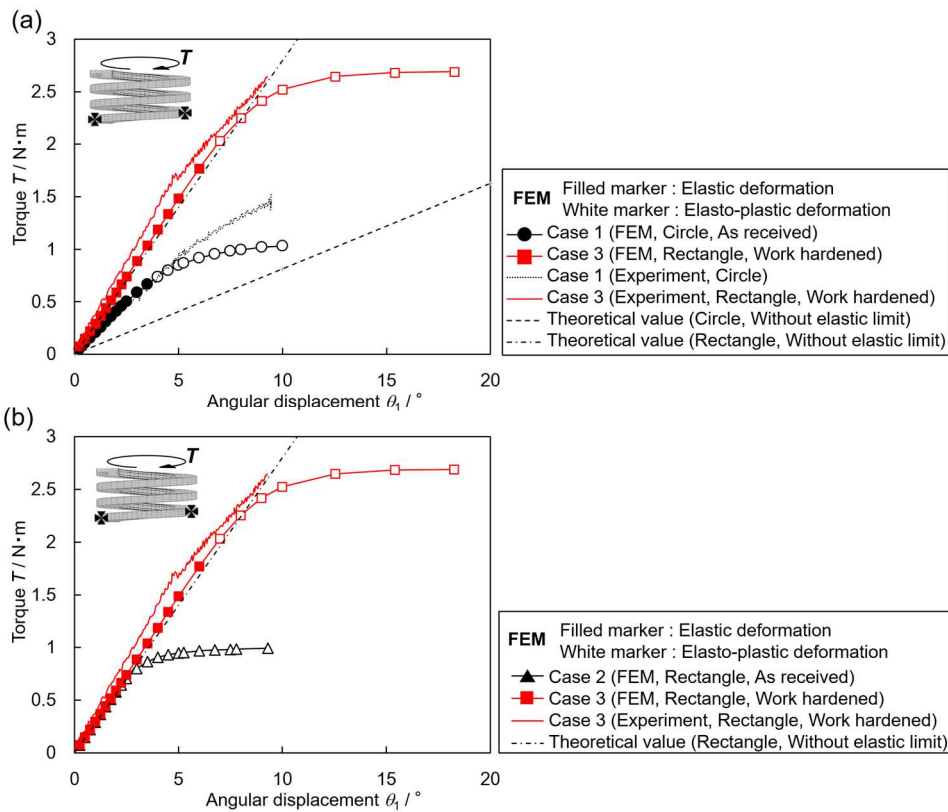 (a)
T
3
2.5
2
1.5
1
0.5
0
0
5
10
15
20
Torque T / N·m
Angular displacement θ1 / °
FEM
Filled marker : Elastic deformation
White marker : Elasto-plastic deformation
Case 1 (FEM, Circle, As received)
Case 3 (FEM, Rectangle, Work hardened)
Case 1 (Experiment, Circle)
Case 3 (Experiment, Rectangle, Work hardened)
Theoretical value (Circle, Without elastic limit)
Theoretical value (Rectangle, Without elastic limit)
(b)
T
3
2.5
2
1.5
1
0.5
0
0
5
10
15
20
Torque T / N·m
Angular displacement θ1 / °
FEM
Filled marker : Elastic deformation
White marker : Elasto-plastic deformation
Case 2 (FEM, Rectangle, As received)
Case 3 (FEM, Rectangle, Work hardened)
Case 3 (Experiment, Rectangle, Work hardened)
Theoretical value (Rectangle, Without elastic limit)